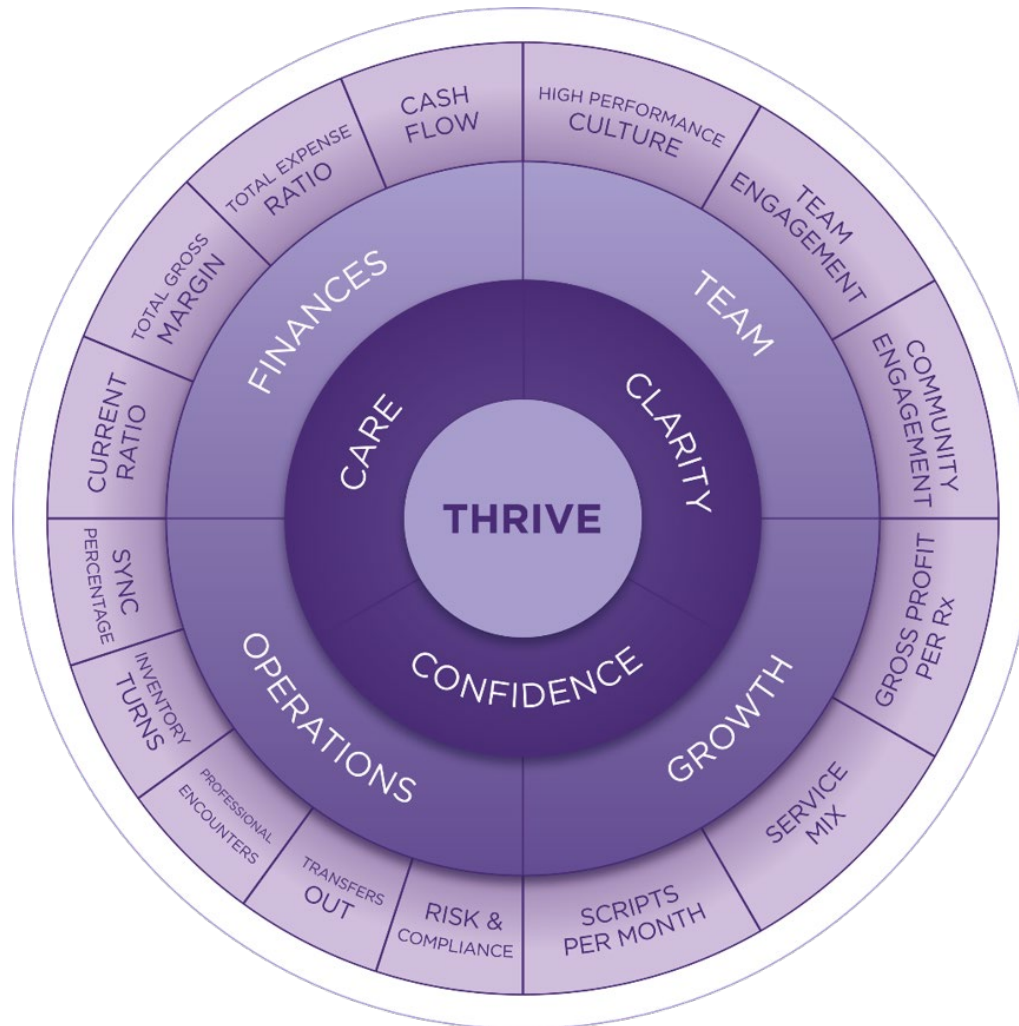 THRIVE
CARE
CLARITY
CONFIDENCE
FINANCES
TEAM
GROWTH
OPERATIONS
HIGH PERFORMANCE
CULTURE
TEAM
ENGAGEMENT
COMMUNITY
ENGAGEMENT
GROSS PROFIT
PER Rx
SERVICE
MIX
SCRIPTS
PER MONTH
RISK &
COMPLIANCE
TRANSFERS
OUT
PROFESSIONAL
ENCOUNTERS
INVENTORY
TURNS
SYNC
PERCENTAGE
CURRENT
RATIO
TOTAL GROSS
MARGIN
TOTAL EXPENSE
RATIO
CASH
FLOW